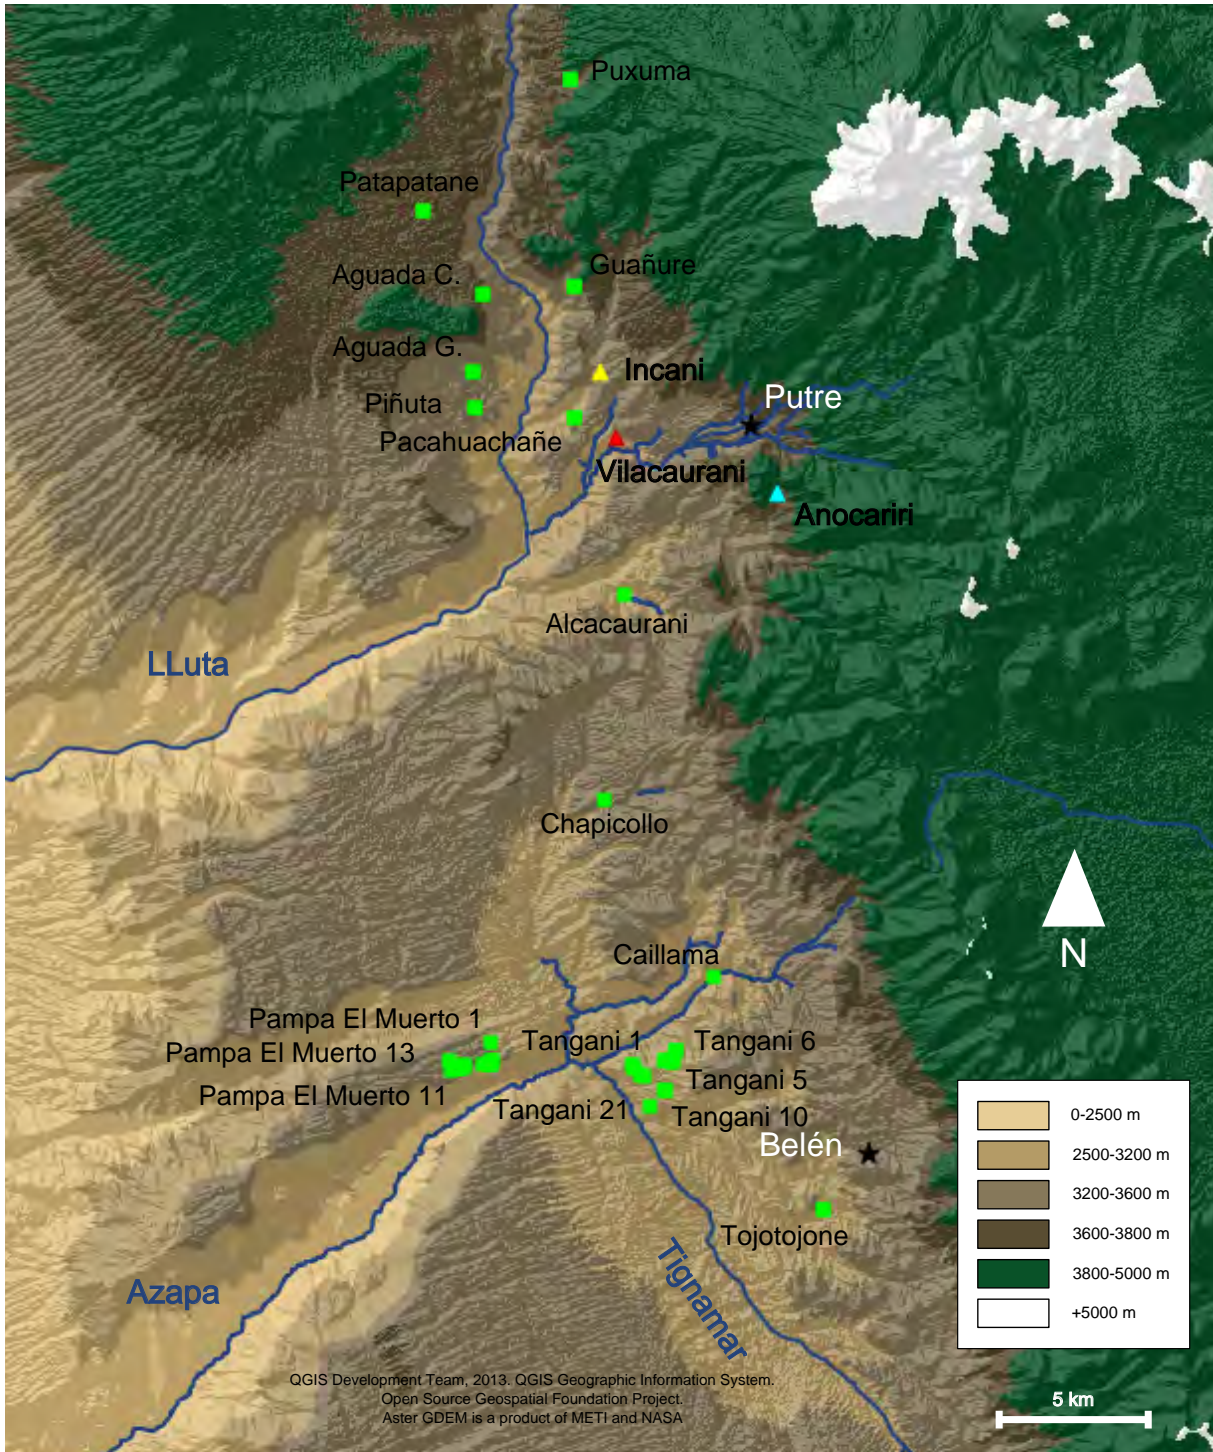 Puxuma
Patapatane
Guañure
Aguada C.
Aguada G.
Incani
Putre
Piñuta
Pacahuachañe
Vilacaurani
Anocariri
Alcacaurani
LLuta
Chapicollo
N
Caillama
Pampa El Muerto 1
Tangani 1
Tangani 6
Pampa El Muerto 13
Tangani 5
Pampa El Muerto 11
Tangani 21
Tangani 10
Belén
Tojotojone
Azapa
Tignamar
0-2500 m
2500-3200 m
3200-3600 m
3600-3800 m
3800-5000 m
+5000 m
QGIS Development Team, 2013. QGIS Geographic Information System.
Open Source Geospatial Foundation Project.
Aster GDEM is a product of METI and NASA
5 km